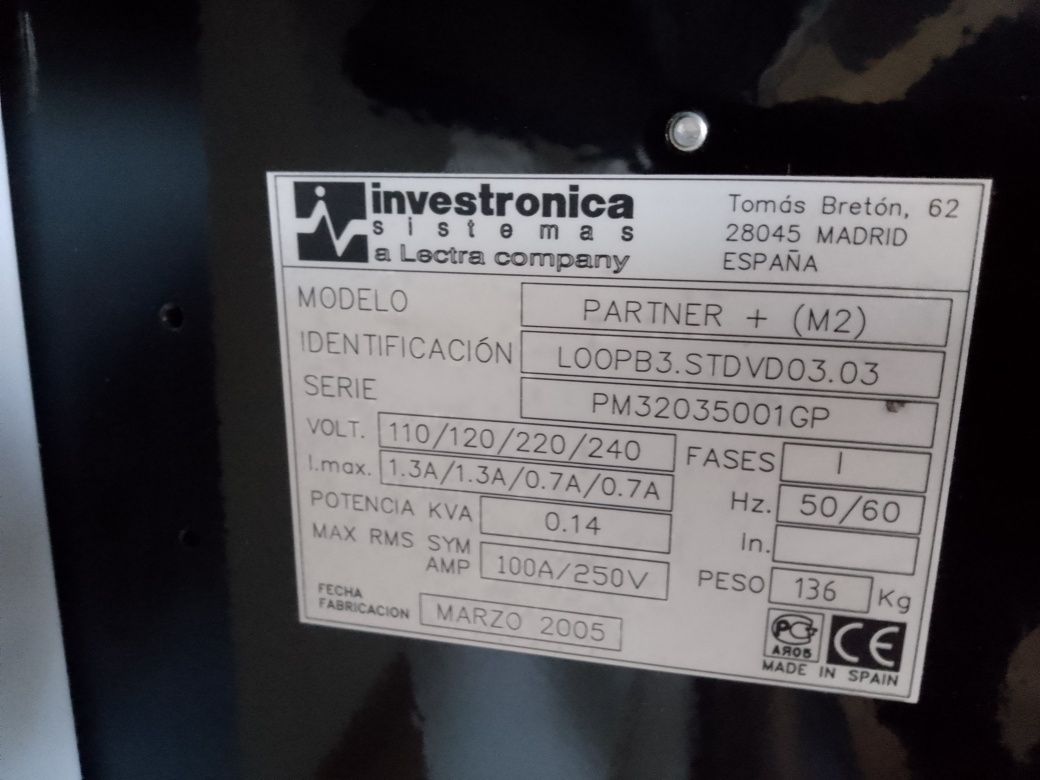 investronica
sistemas
a Lectra company
Tomás Bretón, 62
28045 MADRID
ESPAÑA
MODELO PARTNER + (M2)
IDENTIFICACIÓN LOOPB3.STDVD03.03
SERIE PM32035001GP
VOLT. 110/120/220/240 FASES I
I.max. 1.3A/1.3A/0.7A/0.7A Hz. 50/60
POTENCIA KVA 0.14 In.
MAX RMS SYM
AMP 100A/250V PESO 136 Kg
FECHA
FABRICACION MARZO 2005
PG
АЯ05 CE
MADE IN SPAIN